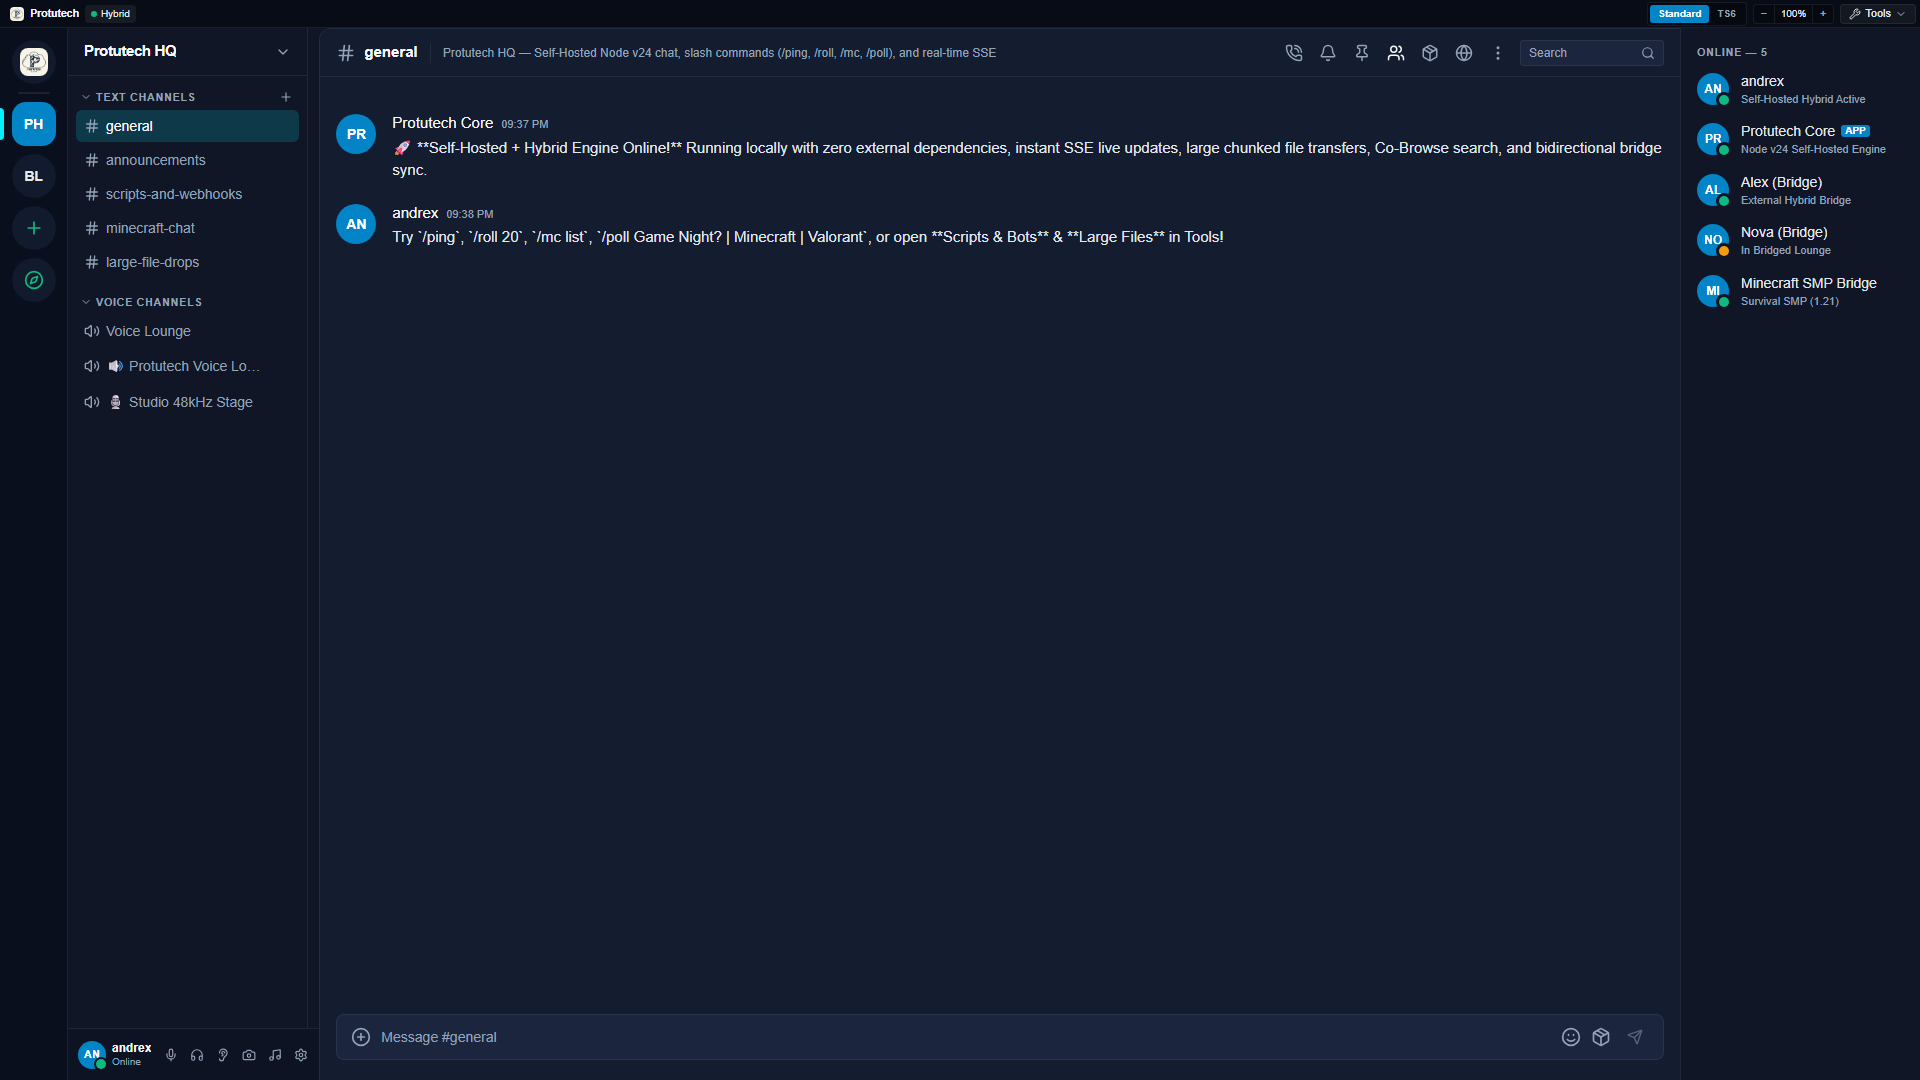 Protutech
Hybrid
Standard
TS6
−
100%
+
Tools
PH
BL
Protutech HQ
TEXT CHANNELS
general
announcements
scripts-and-webhooks
minecraft-chat
large-file-drops
VOICE CHANNELS
Voice Lounge
Protutech Voice Lo…
Studio 48kHz Stage
AN
andrex
Online
# general
Protutech HQ — Self-Hosted Node v24 chat, slash commands (/ping, /roll, /mc, /poll), and real-time SSE
Search
PR
Protutech Core 09:37 PM
🚀 **Self-Hosted + Hybrid Engine Online!** Running locally with zero external dependencies, instant SSE live updates, large chunked file transfers, Co-Browse search, and bidirectional bridge
sync.
AN
andrex 09:38 PM
Try `/ping`, `/roll 20`, `/mc list`, `/poll Game Night? | Minecraft | Valorant`, or open **Scripts & Bots** & **Large Files** in Tools!
Message #general
ONLINE — 5
AN
andrex
Self-Hosted Hybrid Active
PR
Protutech Core APP
Node v24 Self-Hosted Engine
AL
Alex (Bridge)
External Hybrid Bridge
NO
Nova (Bridge)
In Bridged Lounge
MI
Minecraft SMP Bridge
Survival SMP (1.21)